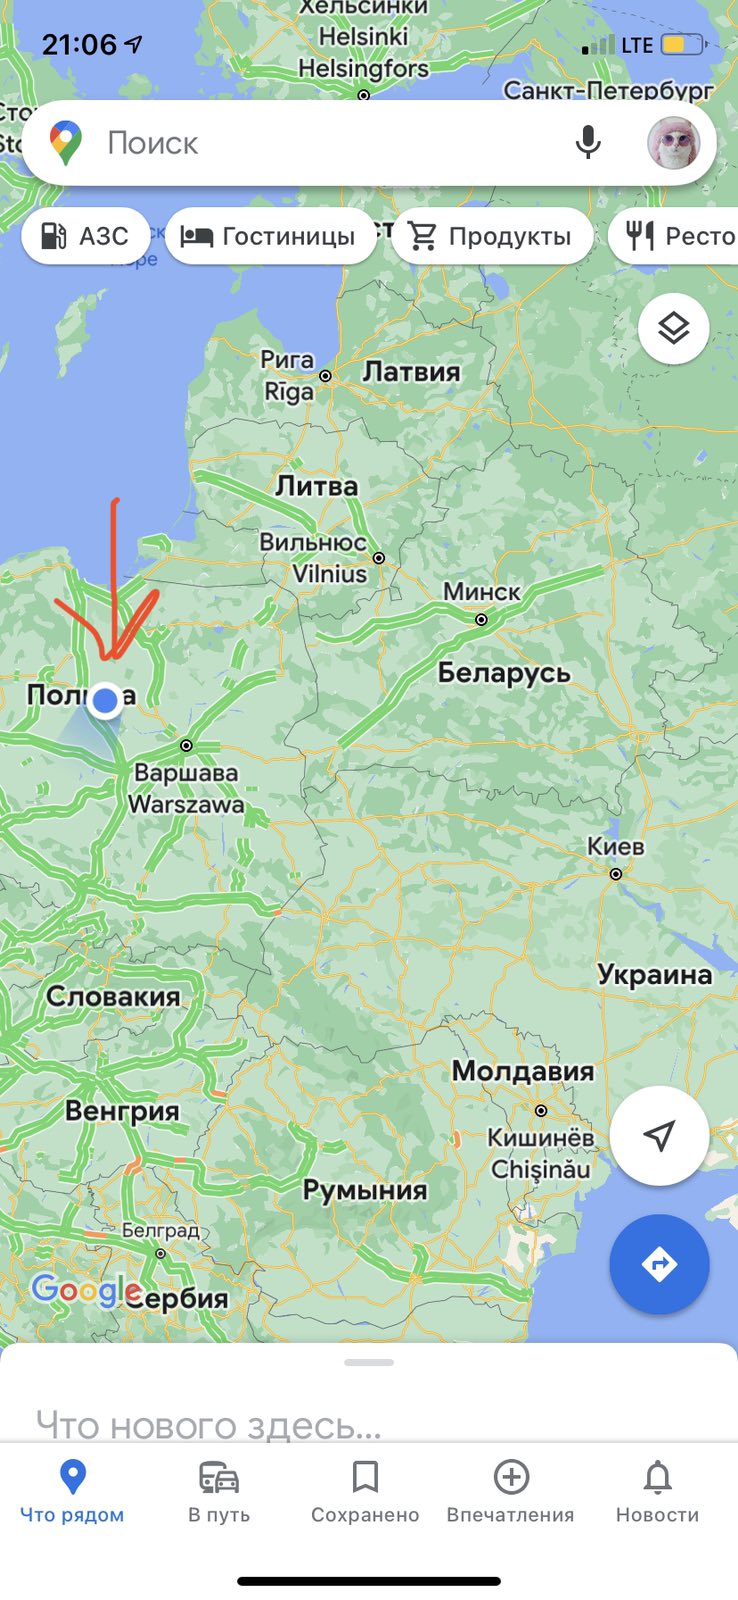 Хельсинки
Helsinki
Helsingfors
21:06
LTE
Санкт-Петербург
Поиск
АЗС
Гостиницы
Продукты
Рига
Rīga
Латвия
Литва
Вильнюс
Vilnius
Минск
Беларусь
Варшава
Warszawa
Киев
Украина
Словакия
Молдавия
Венгрия
Кишинёв
Chişinău
Румыния
Белград
Google
Сербия
Что нового здесь...
Что рядом
В путь
Сохранено
Впечатления
Новости